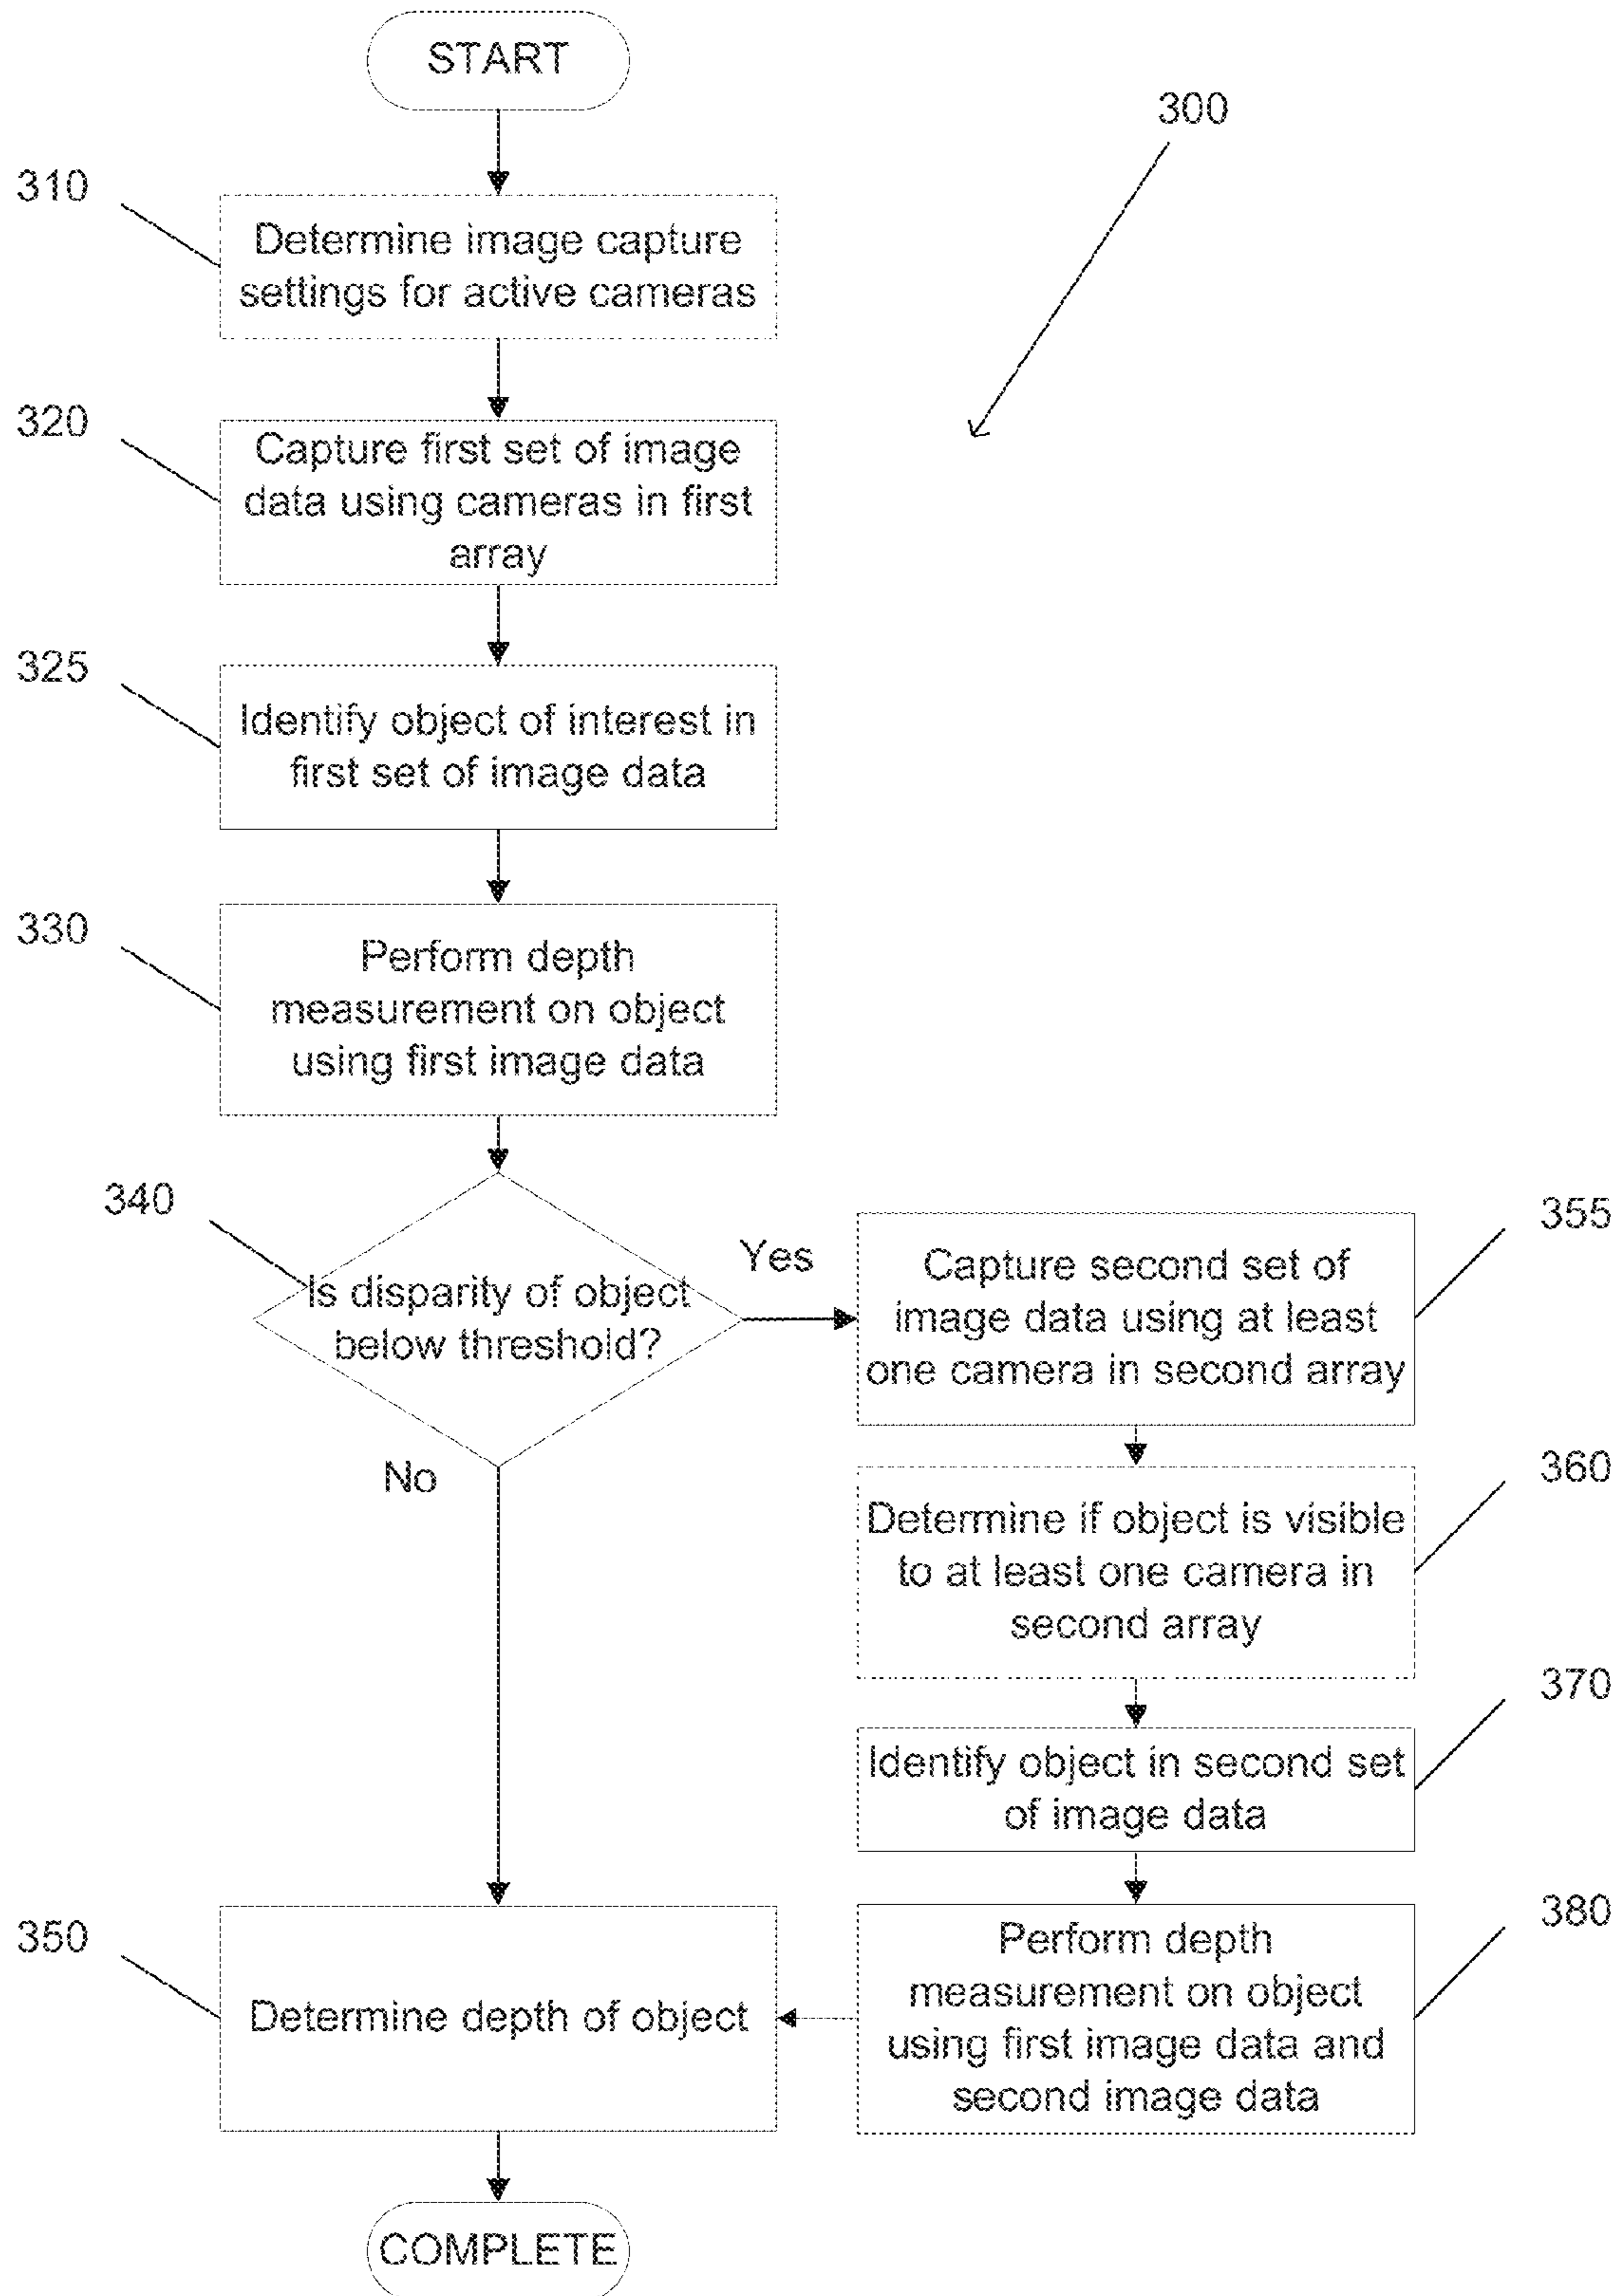 START
300
310
Determine image capture
settings for active cameras
320
Capture first set of image
data using cameras in first
array
325
Identify object of interest in
first set of image data
330
Perform depth
measurement on object
using first image data
340
Is disparity of object
below threshold?
Yes
No
355
Capture second set of
image data using at least
one camera in second array
360
Determine if object is visible
to at least one camera in
second array
370
Identify object in second set
of image data
380
Perform depth
measurement on object
using first image data and
second image data
350
Determine depth of object
COMPLETE